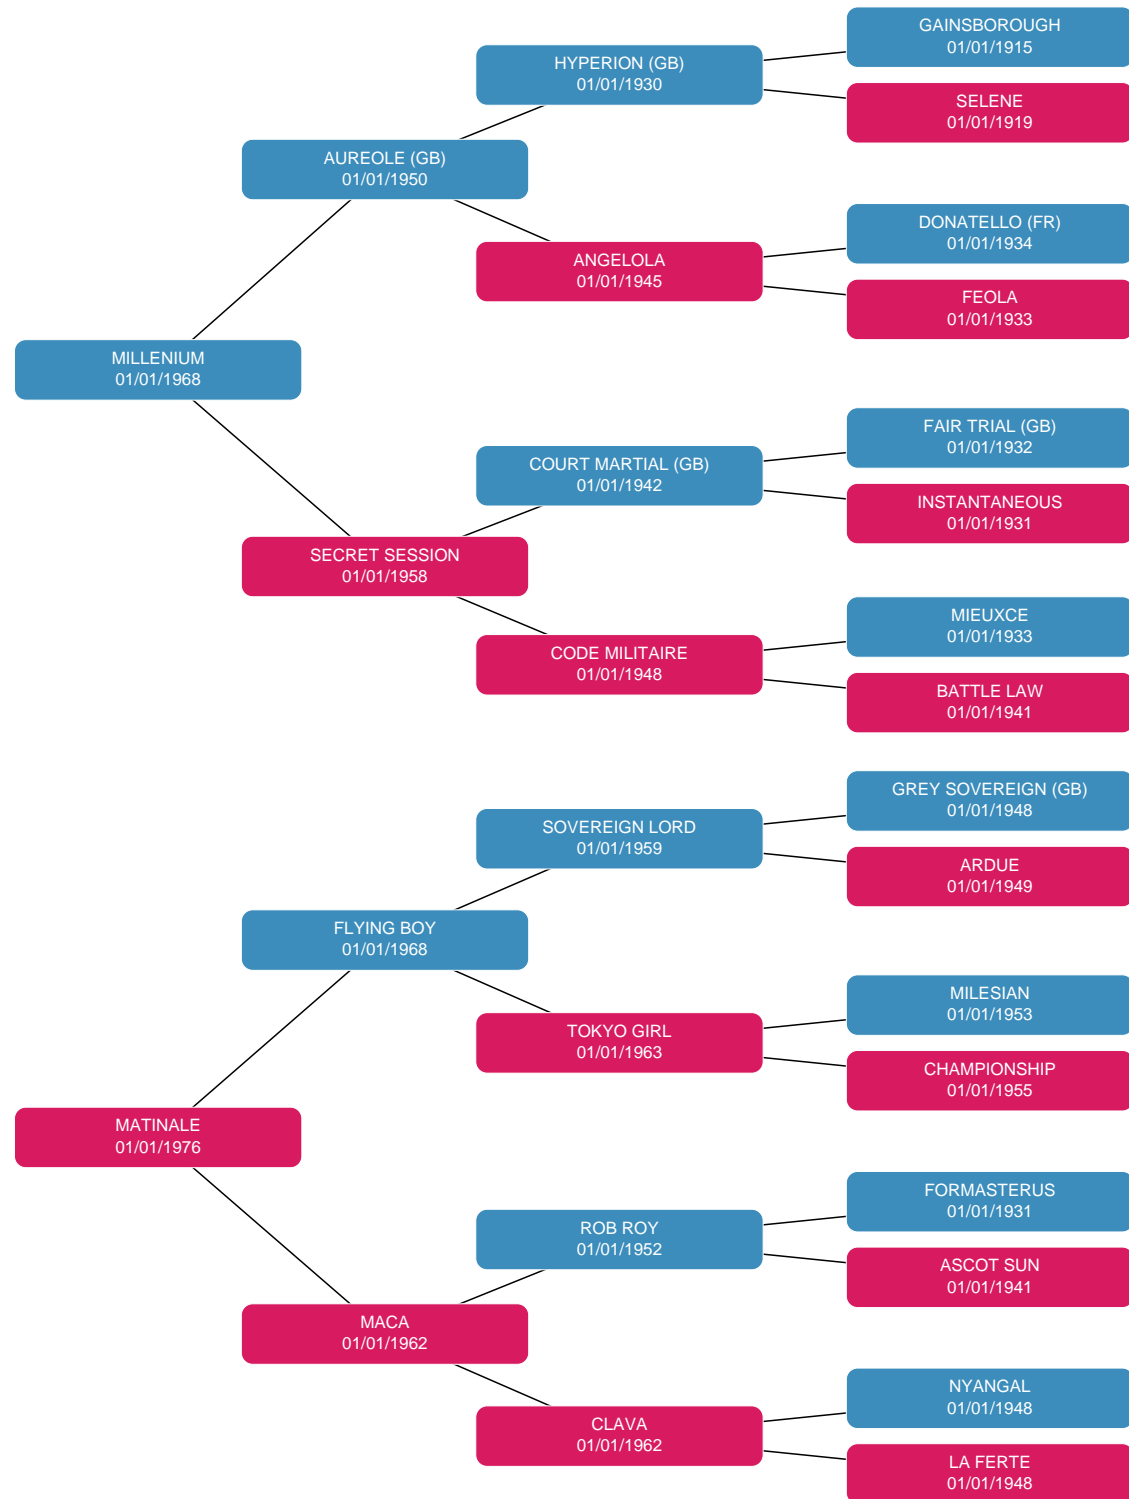 GAINSBOROUGH
01/01/1915
HYPERION (GB)
01/01/1930
SELENE
01/01/1919
AUREOLE (GB)
01/01/1950
DONATELLO (FR)
01/01/1934
ANGELOLA
01/01/1945
FEOLA
01/01/1933
MILLENIUM
01/01/1968
FAIR TRIAL (GB)
01/01/1932
COURT MARTIAL (GB)
01/01/1942
INSTANTANEOUS
01/01/1931
SECRET SESSION
01/01/1958
MIEUXCE
01/01/1933
CODE MILITAIRE
01/01/1948
BATTLE LAW
01/01/1941
GREY SOVEREIGN (GB)
01/01/1948
SOVEREIGN LORD
01/01/1959
ARDUE
01/01/1949
FLYING BOY
01/01/1968
MILESIAN
01/01/1953
TOKYO GIRL
01/01/1963
CHAMPIONSHIP
01/01/1955
MATINALE
01/01/1976
FORMASTERUS
01/01/1931
ROB ROY
01/01/1952
ASCOT SUN
01/01/1941
MACA
01/01/1962
NYANGAL
01/01/1948
CLAVA
01/01/1962
LA FERTE
01/01/1948